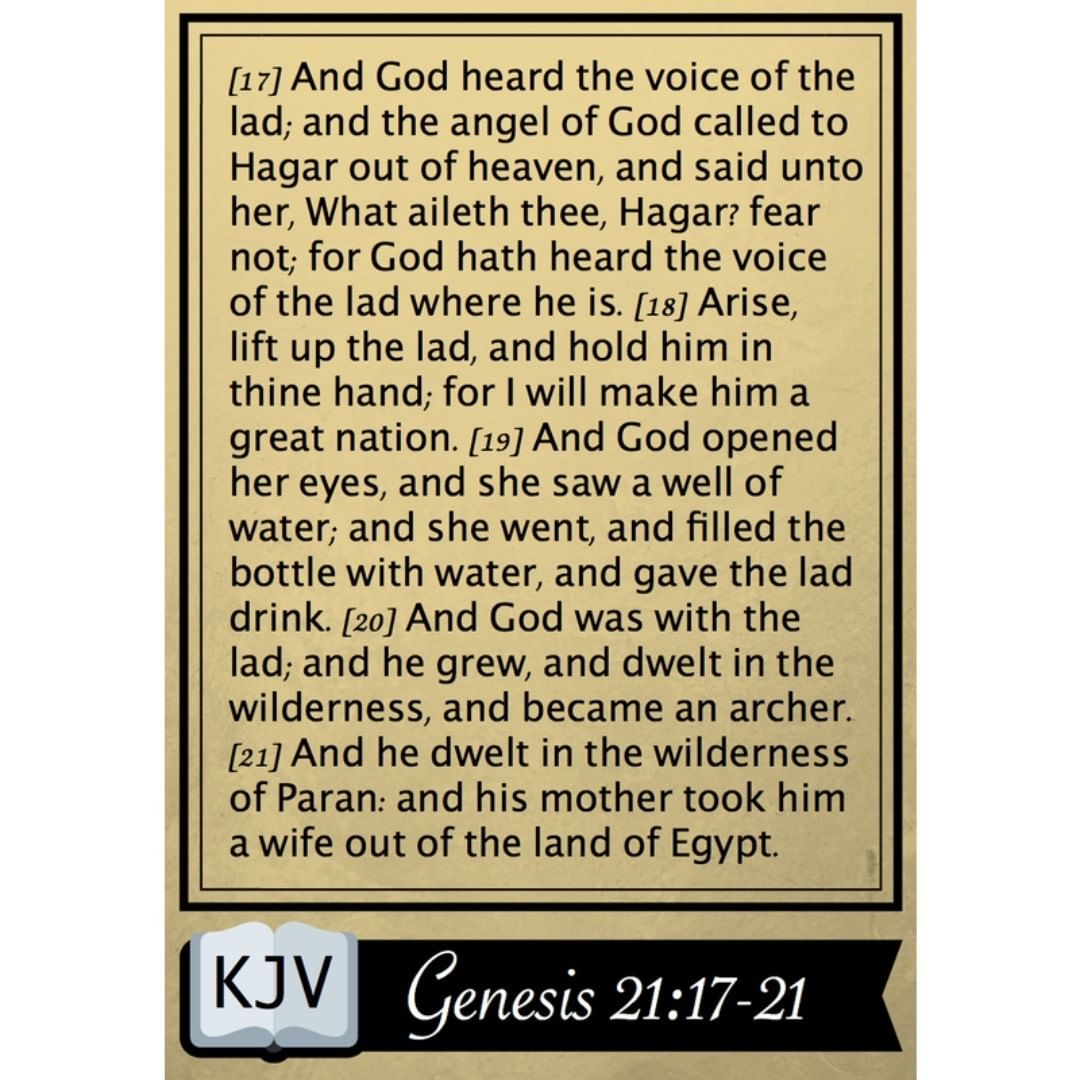 [17] And God heard the voice of the
lad; and the angel of God called to
Hagar out of heaven, and said unto
her, What aileth thee, Hagar? fear
not; for God hath heard the voice
of the lad where he is. [18] Arise,
lift up the lad, and hold him in
thine hand; for I will make him a
great nation. [19] And God opened
her eyes, and she saw a well of
water; and she went, and filled the
bottle with water, and gave the lad
drink. [20] And God was with the
lad; and he grew, and dwelt in the
wilderness, and became an archer.
[21] And he dwelt in the wilderness
of Paran: and his mother took him
a wife out of the land of Egypt.
KJV
Genesis 21:17-21